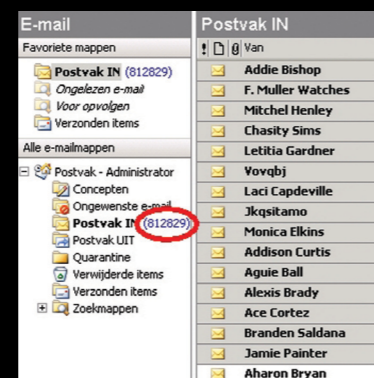 E-mail
Favoriete mappen
Postvak IN (812829)
Ongelezen e-mail
Voor opvolgen
Verzonden items
Alle e-mailmappen
Postvak - Administrator
Concepten
Ongewenste e-mail
Postvak IN (812829)
Postvak UIT
Quarantine
Verwijderde items
Verzonden items
Zoekmappen
Postvak IN
Van
Addie Bishop
F. Muller Watches
Mitchel Henley
Chasity Sims
Letitia Gardner
Vovqbj
Laci Capdeville
Jkqsitamo
Monica Elkins
Addison Curtis
Aguie Ball
Alexis Brady
Ace Cortez
Branden Saldana
Jamie Painter
Aharon Bryan